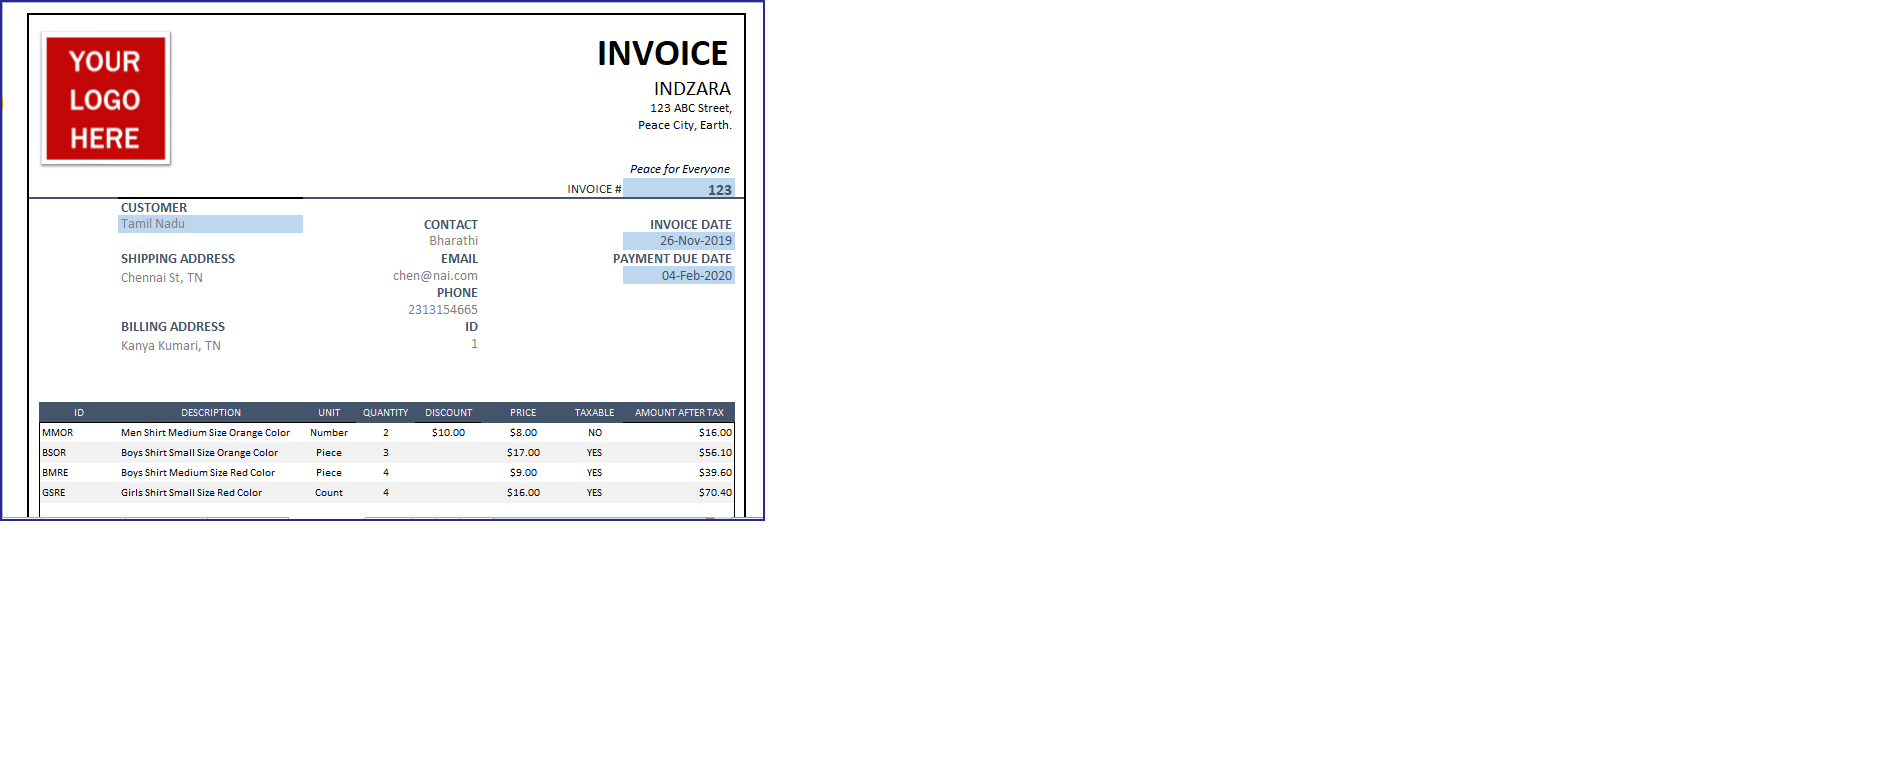 YOUR
LOGO
HERE
INVOICE
INDZARA
123 ABC Street,
Peace City, Earth.
Peace for Everyone
INVOICE # 123
CUSTOMER
Tamil Nadu
CONTACT INVOICE DATE
Bharathi 26-Nov-2019
SHIPPING ADDRESS EMAIL PAYMENT DUE DATE
Chennai St, TN chen@nai.com 04-Feb-2020
PHONE
2313154665
BILLING ADDRESS ID
Kanya Kumari, TN 1
ID DESCRIPTION UNIT QUANTITY DISCOUNT PRICE TAXABLE AMOUNT AFTER TAX
MMOR Men Shirt Medium Size Orange Color Number 2 $10.00 $8.00 NO $16.00
BSOR Boys Shirt Small Size Orange Color Piece 3 $17.00 YES $56.10
BMRE Boys Shirt Medium Size Red Color Piece 4 $9.00 YES $39.60
GSRE Girls Shirt Small Size Red Color Count 4 $16.00 YES $70.40